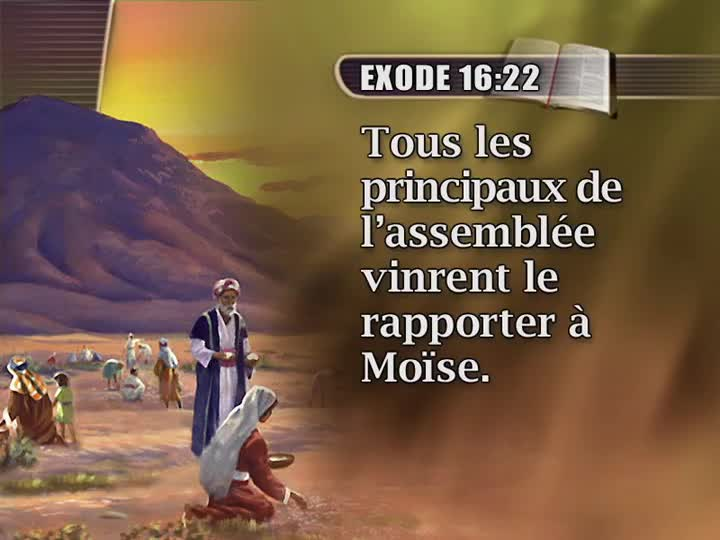 EXODE 16:22
Tous les
principaux de
l'assemblée
vinrent le
rapporter à
Moïse.